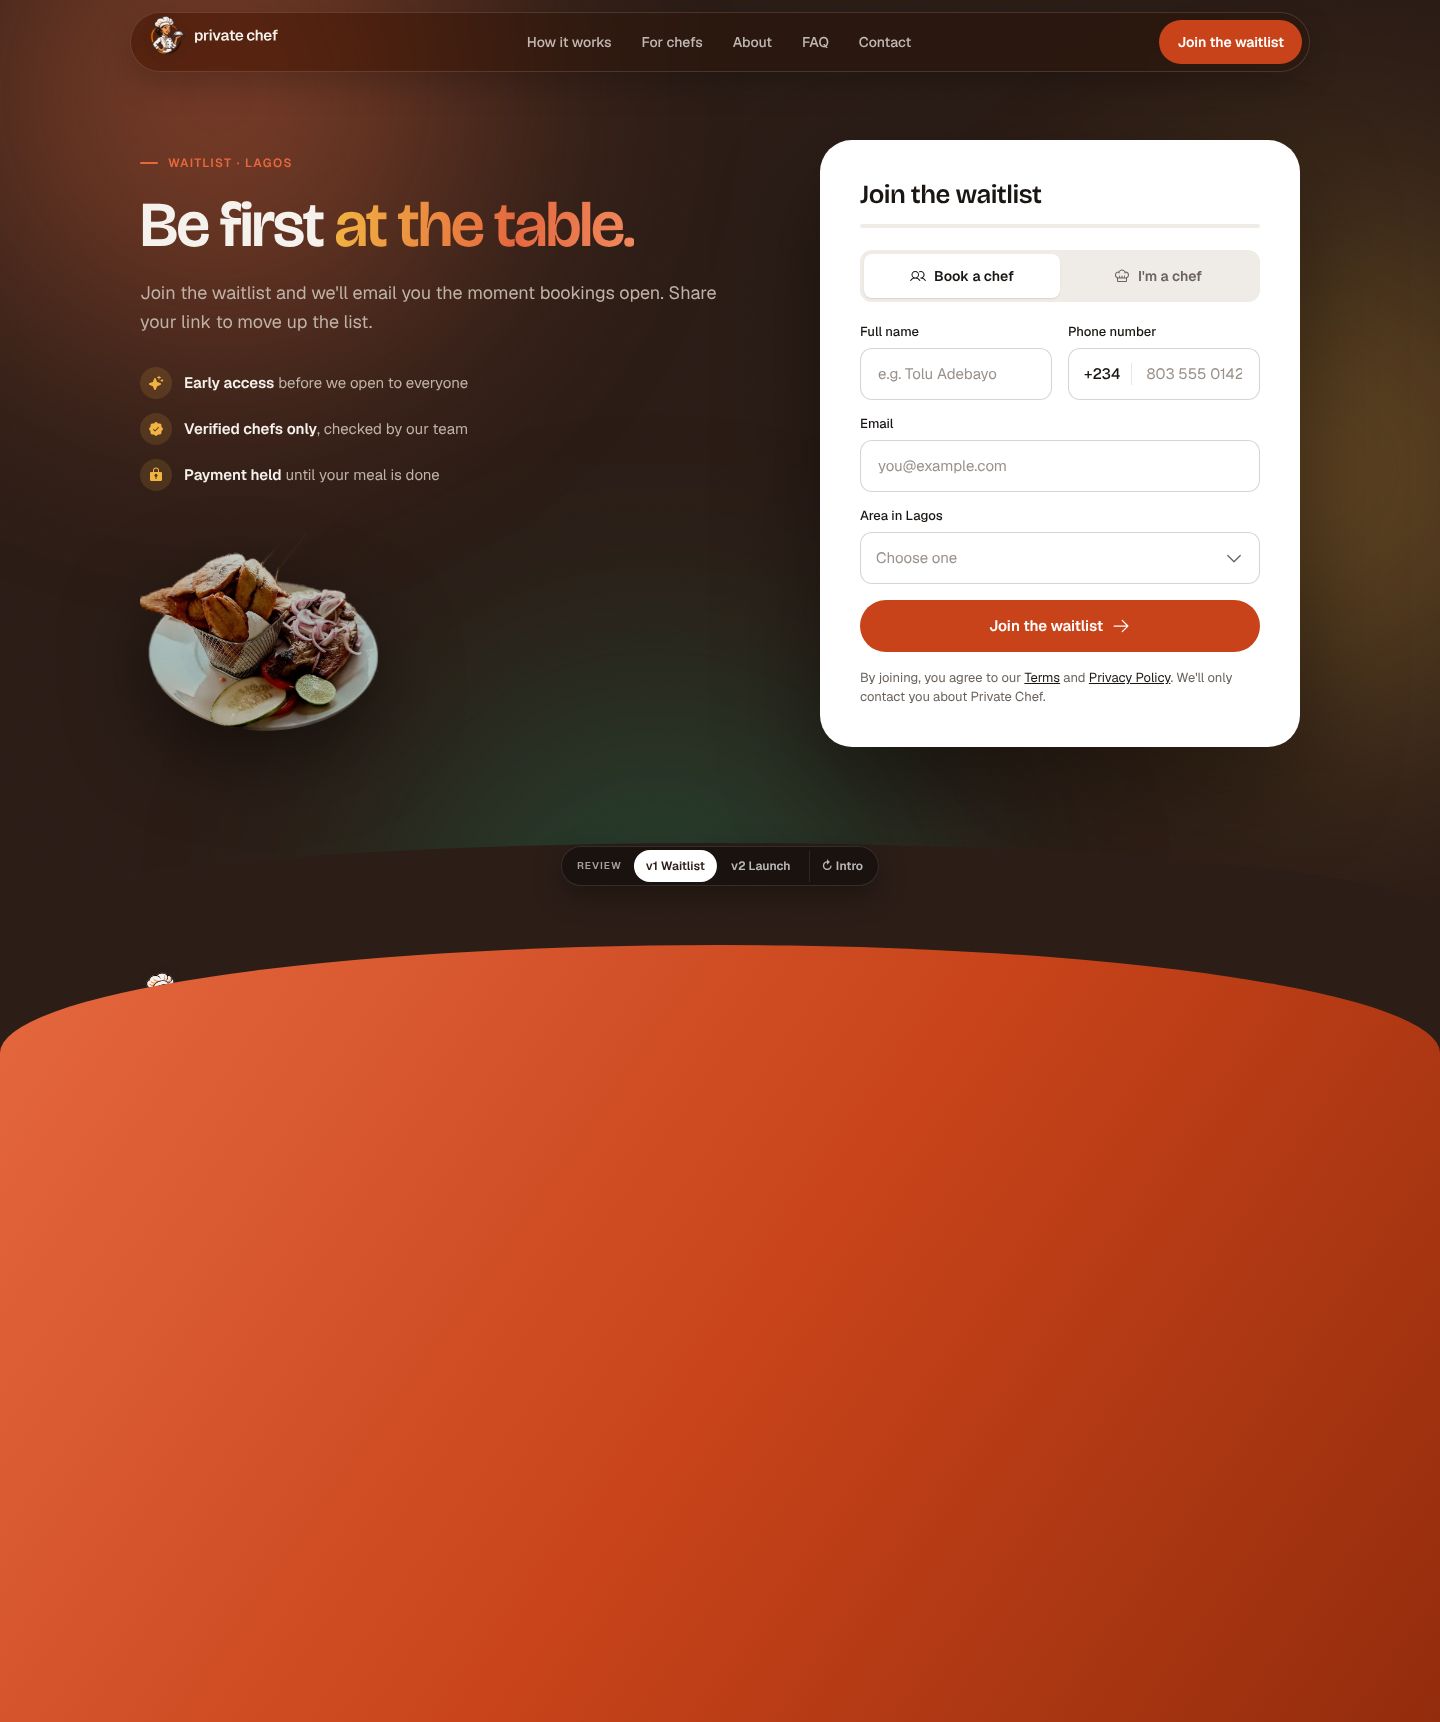 private chef
How it works
For chefs
About
FAQ
Contact
Join the waitlist
WAITLIST · LAGOS
Be first at the table.
Join the waitlist and we'll email you the moment bookings open. Share
your link to move up the list.
Early access before we open to everyone
Verified chefs only, checked by our team
Payment held until your meal is done
Join the waitlist
Book a chef
I'm a chef
Full name
Phone number
e.g. Tolu Adebayo
+234
803 555 0142
Email
you@example.com
Area in Lagos
Choose one
Join the waitlist
By joining, you agree to our Terms and Privacy Policy. We'll only
contact you about Private Chef.
REVIEW
v1 Waitlist
v2 Launch
↻ Intro